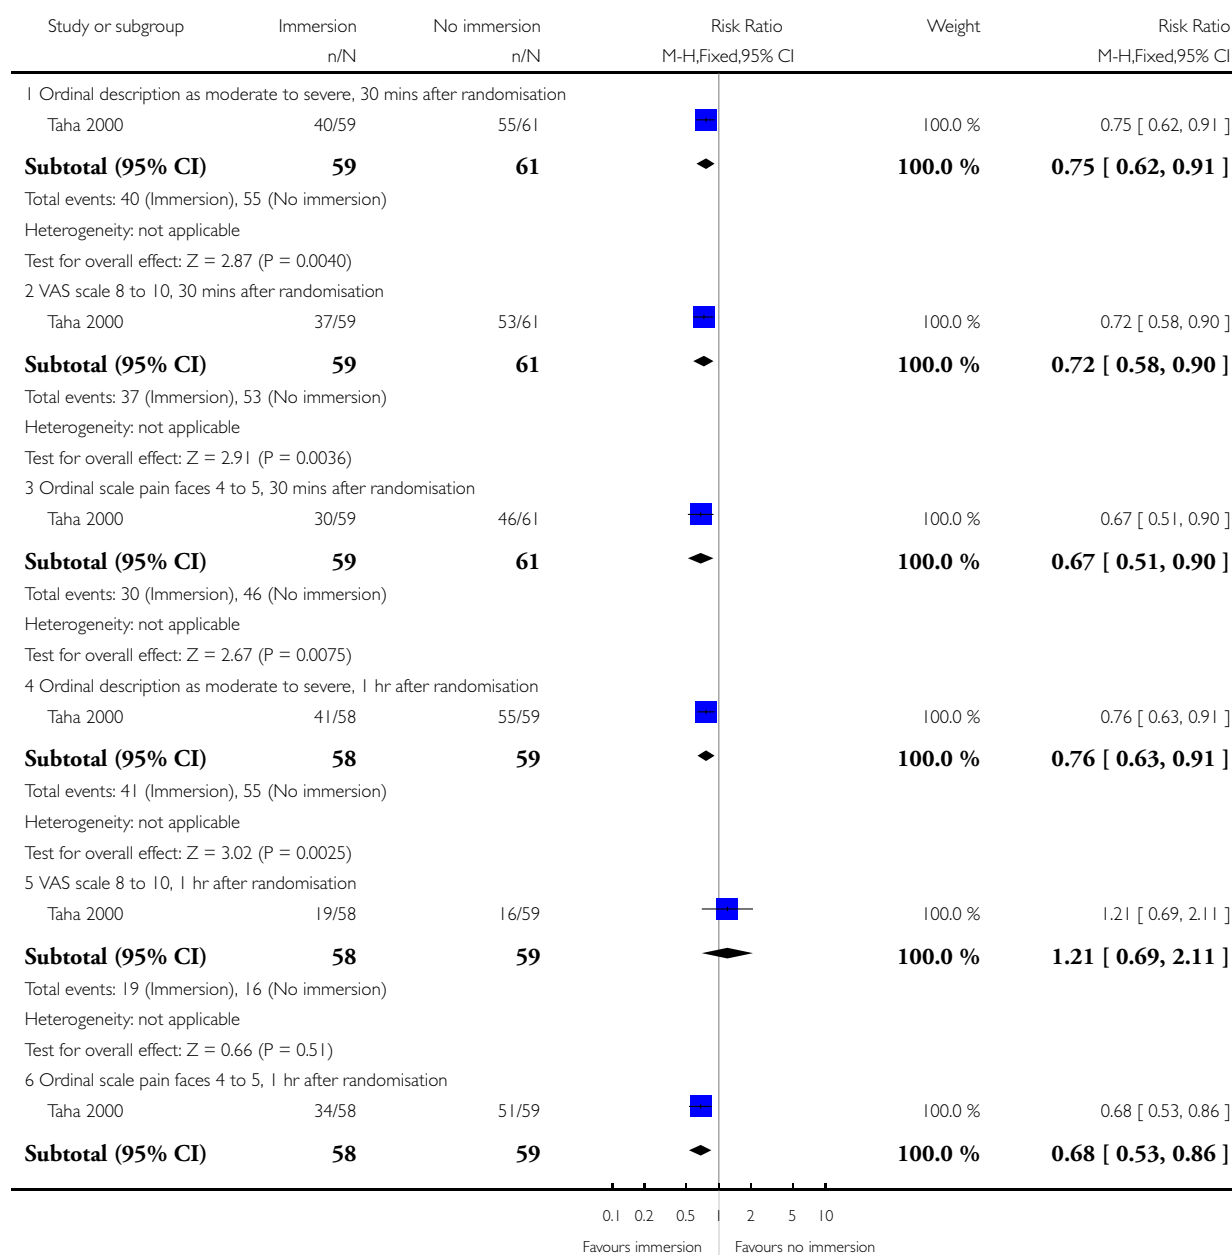 Study or subgroup Immersion No immersion Risk Ratio Weight Risk Ratio
n/N n/N M-H,Fixed,95% CI M-H,Fixed,95% CI
1 Ordinal description as moderate to severe, 30 mins after randomisation
Taha 2000 40/59 55/61 100.0 % 0.75 [ 0.62, 0.91 ]
Subtotal (95% CI) 59 61 100.0 % 0.75 [ 0.62, 0.91 ]
Total events: 40 (Immersion), 55 (No immersion)
Heterogeneity: not applicable
Test for overall effect: Z = 2.87 (P = 0.0040)
2 VAS scale 8 to 10, 30 mins after randomisation
Taha 2000 37/59 53/61 100.0 % 0.72 [ 0.58, 0.90 ]
Subtotal (95% CI) 59 61 100.0 % 0.72 [ 0.58, 0.90 ]
Total events: 37 (Immersion), 53 (No immersion)
Heterogeneity: not applicable
Test for overall effect: Z = 2.91 (P = 0.0036)
3 Ordinal scale pain faces 4 to 5, 30 mins after randomisation
Taha 2000 30/59 46/61 100.0 % 0.67 [ 0.51, 0.90 ]
Subtotal (95% CI) 59 61 100.0 % 0.67 [ 0.51, 0.90 ]
Total events: 30 (Immersion), 46 (No immersion)
Heterogeneity: not applicable
Test for overall effect: Z = 2.67 (P = 0.0075)
4 Ordinal description as moderate to severe, 1 hr after randomisation
Taha 2000 41/58 55/59 100.0 % 0.76 [ 0.63, 0.91 ]
Subtotal (95% CI) 58 59 100.0 % 0.76 [ 0.63, 0.91 ]
Total events: 41 (Immersion), 55 (No immersion)
Heterogeneity: not applicable
Test for overall effect: Z = 3.02 (P = 0.0025)
5 VAS scale 8 to 10, 1 hr after randomisation
Taha 2000 19/58 16/59 100.0 % 1.21 [ 0.69, 2.11 ]
Subtotal (95% CI) 58 59 100.0 % 1.21 [ 0.69, 2.11 ]
Total events: 19 (Immersion), 16 (No immersion)
Heterogeneity: not applicable
Test for overall effect: Z = 0.66 (P = 0.51)
6 Ordinal scale pain faces 4 to 5, 1 hr after randomisation
Taha 2000 34/58 51/59 100.0 % 0.68 [ 0.53, 0.86 ]
Subtotal (95% CI) 58 59 100.0 % 0.68 [ 0.53, 0.86 ]
0.1 0.2 0.5 1 2 5 10
Favours immersion Favours no immersion